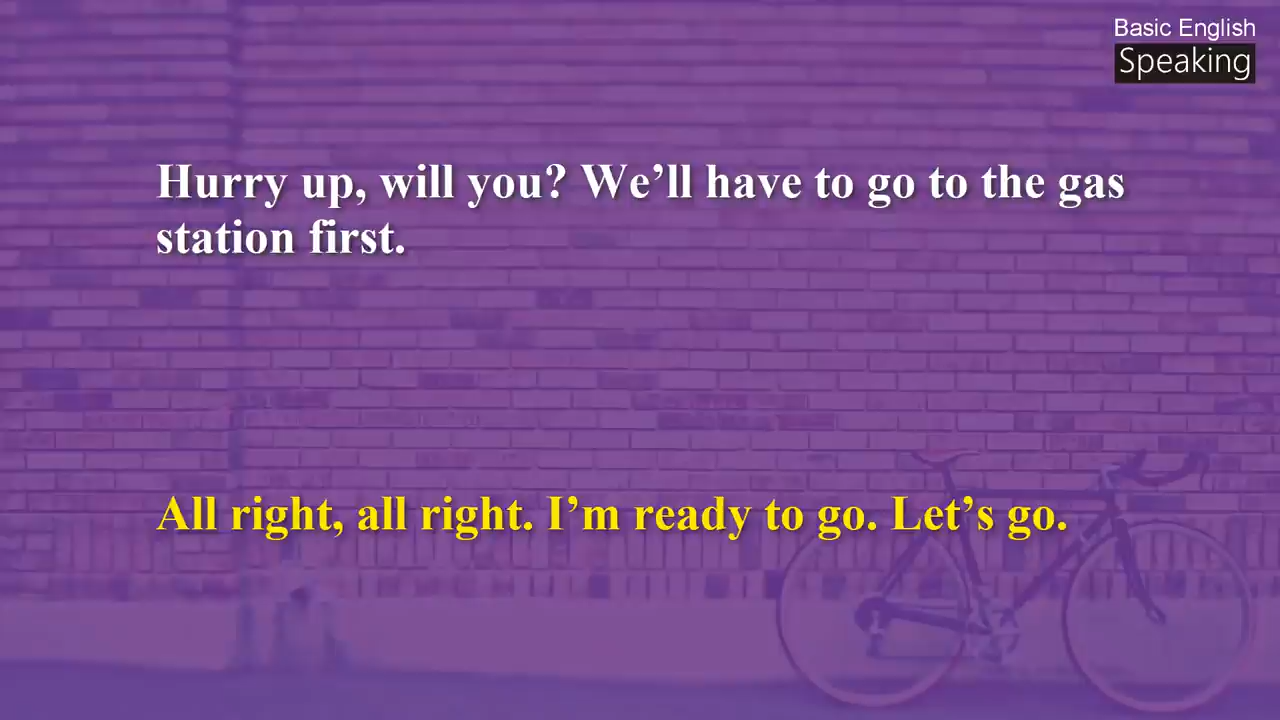 Basic English
Speaking
Hurry up, will you? We’ll have to go to the gas
station first.
All right, all right. I’m ready to go. Let’s go.